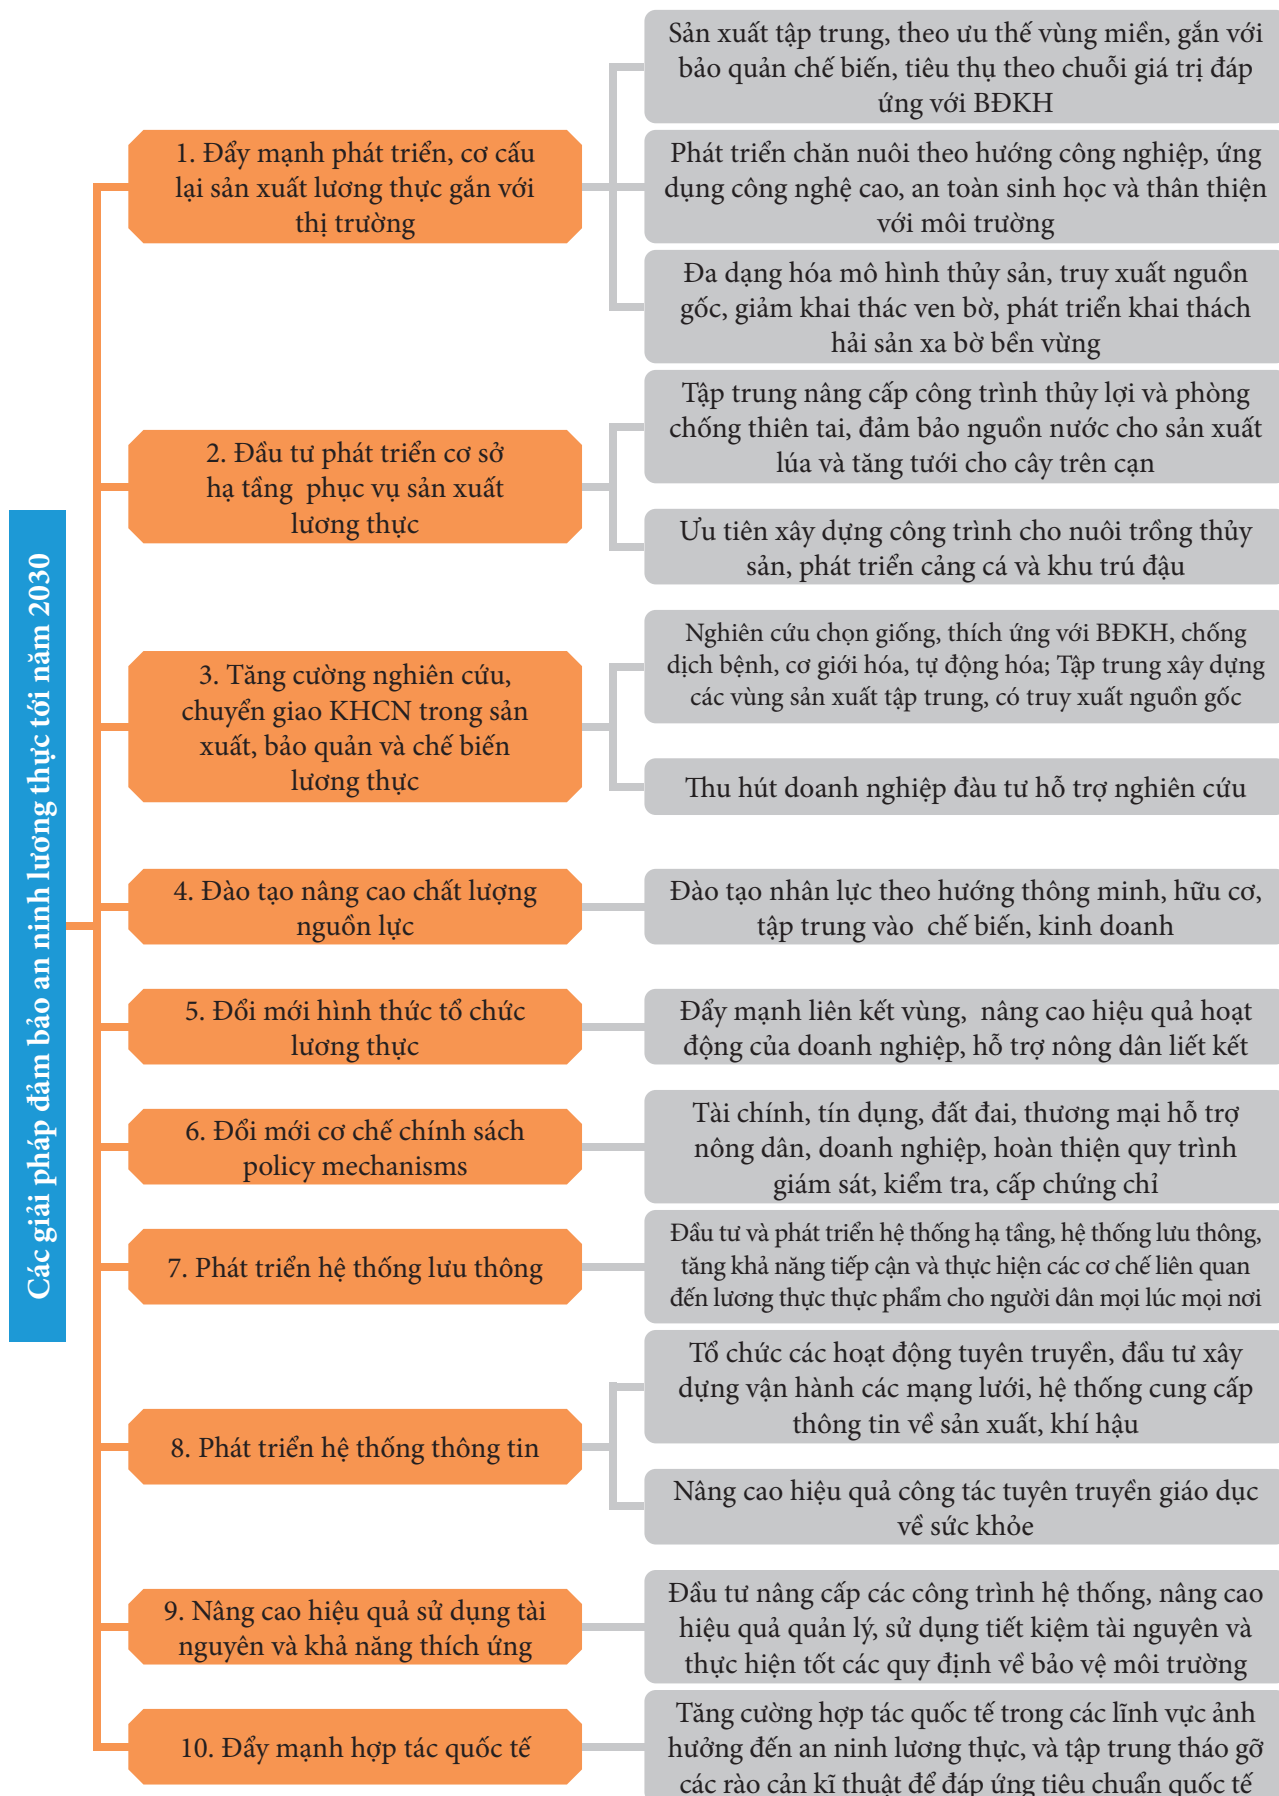 Các giải pháp đảm bảo an ninh lương thực tới năm 2030
1. Đẩy mạnh phát triển, cơ cấu
lại sản xuất lương thực gắn với
thị trường
Sản xuất tập trung, theo ưu thế vùng miền, gắn với
bảo quản chế biến, tiêu thụ theo chuỗi giá trị đáp
ứng với BĐKH
Phát triển chăn nuôi theo hướng công nghiệp, ứng
dụng công nghệ cao, an toàn sinh học và thân thiện
với môi trường
Đa dạng hóa mô hình thủy sản, truy xuất nguồn
gốc, giảm khai thác ven bờ, phát triển khai thách
hải sản xa bờ bền vừng
2. Đầu tư phát triển cơ sở
hạ tầng phục vụ sản xuất
lương thực
Tập trung nâng cấp công trình thủy lợi và phòng
chống thiên tai, đảm bảo nguồn nước cho sản xuất
lúa và tăng tưới cho cây trên cạn
Ưu tiên xây dựng công trình cho nuôi trồng thủy
sản, phát triển cảng cá và khu trú đậu
3. Tăng cường nghiên cứu,
chuyển giao KHCN trong sản
xuất, bảo quản và chế biến
lương thực
Nghiên cứu chọn giống, thích ứng với BĐKH, chống
dịch bệnh, cơ giới hóa, tự động hóa; Tập trung xây dựng
các vùng sản xuất tập trung, có truy xuất nguồn gốc
Thu hút doanh nghiệp đàu tư hỗ trợ nghiên cứu
4. Đào tạo nâng cao chất lượng
nguồn lực
Đào tạo nhân lực theo hướng thông minh, hữu cơ,
tập trung vào chế biến, kinh doanh
5. Đổi mới hình thức tổ chức
lương thực
Đẩy mạnh liên kết vùng, nâng cao hiệu quả hoạt
động của doanh nghiệp, hỗ trợ nông dân liết kết
6. Đổi mới cơ chế chính sách
policy mechanisms
Tài chính, tín dụng, đất đai, thương mại hỗ trợ
nông dân, doanh nghiệp, hoàn thiện quy trình
giám sát, kiểm tra, cấp chứng chỉ
7. Phát triển hệ thống lưu thông
Đầu tư và phát triển hệ thống hạ tầng, hệ thống lưu thông,
tăng khả năng tiếp cận và thực hiện các cơ chế liên quan
đến lương thực thực phẩm cho người dân mọi lúc mọi nơi
8. Phát triển hệ thống thông tin
Tổ chức các hoạt động tuyên truyền, đầu tư xây
dựng vận hành các mạng lưới, hệ thống cung cấp
thông tin về sản xuất, khí hậu
Nâng cao hiệu quả công tác tuyên truyền giáo dục
về sức khỏe
9. Nâng cao hiệu quả sử dụng tài
nguyên và khả năng thích ứng
Đầu tư nâng cấp các công trình hệ thống, nâng cao
hiệu quả quản lý, sử dụng tiết kiệm tài nguyên và
thực hiện tốt các quy định về bảo vệ môi trường
10. Đẩy mạnh hợp tác quốc tế
Tăng cường hợp tác quốc tế trong các lĩnh vực ảnh
hưởng đến an ninh lương thực, và tập trung tháo gỡ
các rào cản kĩ thuật để đáp ứng tiêu chuẩn quốc tế